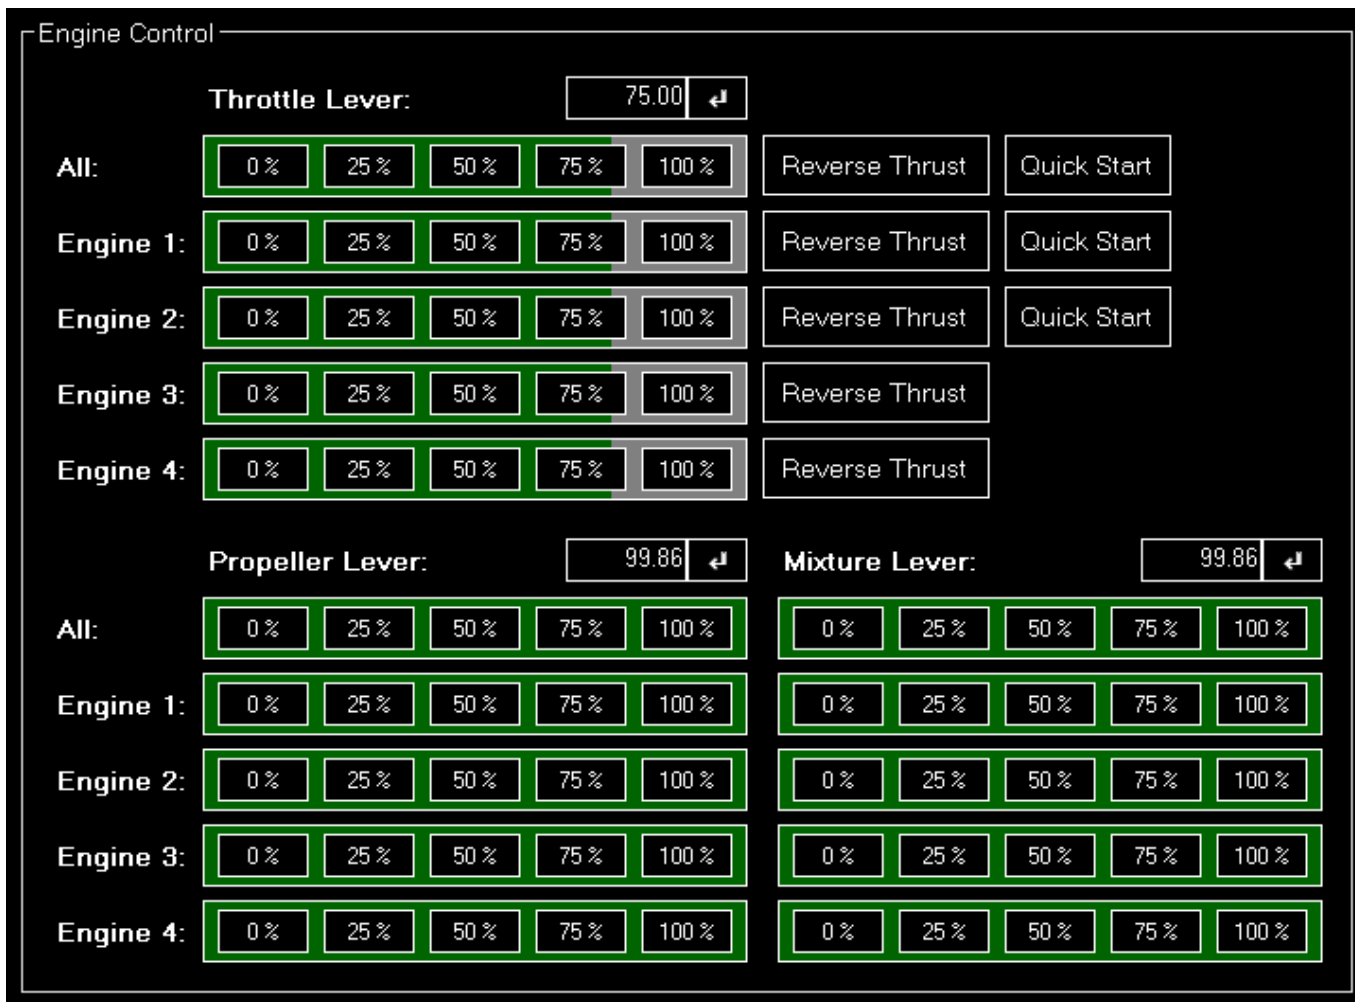 Engine Control
Throttle Lever: 75.00
All: 0 % 25 % 50 % 75 % 100 % Reverse Thrust Quick Start
Engine 1: 0 % 25 % 50 % 75 % 100 % Reverse Thrust Quick Start
Engine 2: 0 % 25 % 50 % 75 % 100 % Reverse Thrust Quick Start
Engine 3: 0 % 25 % 50 % 75 % 100 % Reverse Thrust
Engine 4: 0 % 25 % 50 % 75 % 100 % Reverse Thrust
Propeller Lever: 99.86 Mixture Lever: 99.86
All: 0 % 25 % 50 % 75 % 100 % 0 % 25 % 50 % 75 % 100 %
Engine 1: 0 % 25 % 50 % 75 % 100 % 0 % 25 % 50 % 75 % 100 %
Engine 2: 0 % 25 % 50 % 75 % 100 % 0 % 25 % 50 % 75 % 100 %
Engine 3: 0 % 25 % 50 % 75 % 100 % 0 % 25 % 50 % 75 % 100 %
Engine 4: 0 % 25 % 50 % 75 % 100 % 0 % 25 % 50 % 75 % 100 %